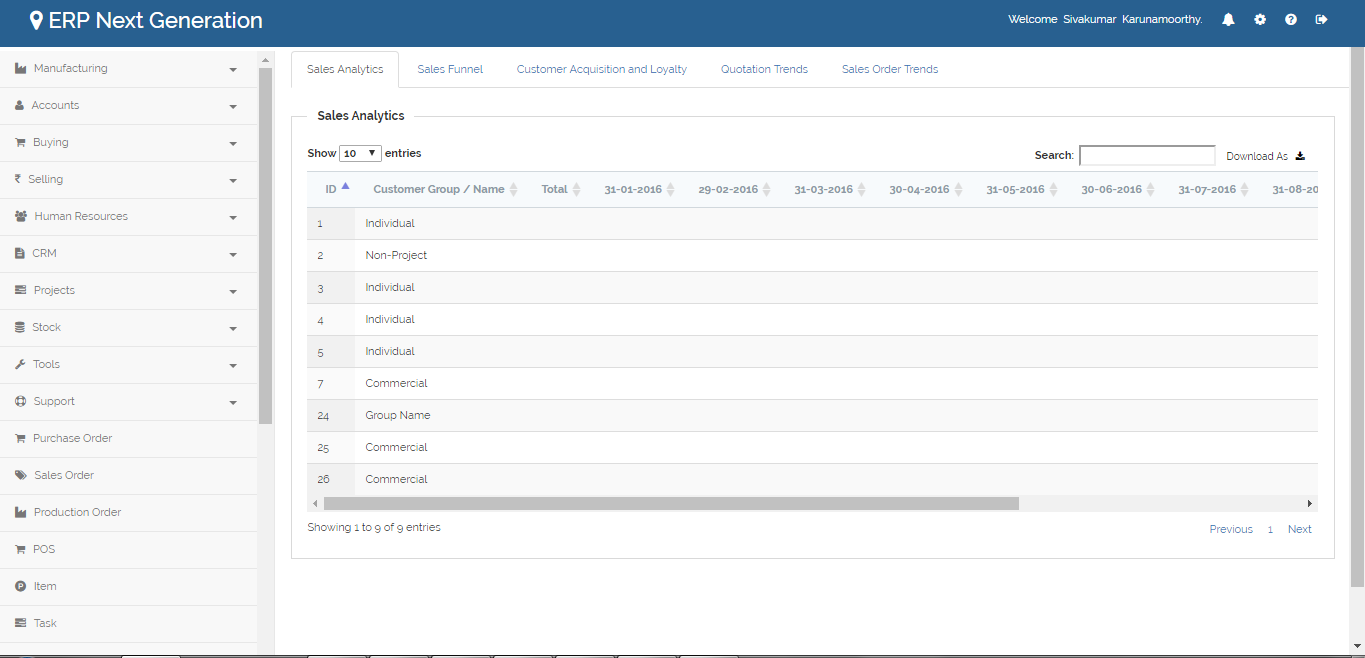 ERP Next Generation
Welcome Sivakumar Karunamoorthy.
Manufacturing
Accounts
Buying
Selling
Human Resources
CRM
Projects
Stock
Tools
Support
Purchase Order
Sales Order
Production Order
POS
Item
Task
Sales Analytics Sales Funnel Customer Acquisition and Loyalty Quotation Trends Sales Order Trends
Sales Analytics
Show 10 entries
Search: Download As
ID Customer Group / Name Total 31-01-2016 29-02-2016 31-03-2016 30-04-2016 31-05-2016 30-06-2016 31-07-2016 31-08-20
1 Individual
2 Non-Project
3 Individual
4 Individual
5 Individual
7 Commercial
24 Group Name
25 Commercial
26 Commercial
Showing 1 to 9 of 9 entries
Previous 1 Next